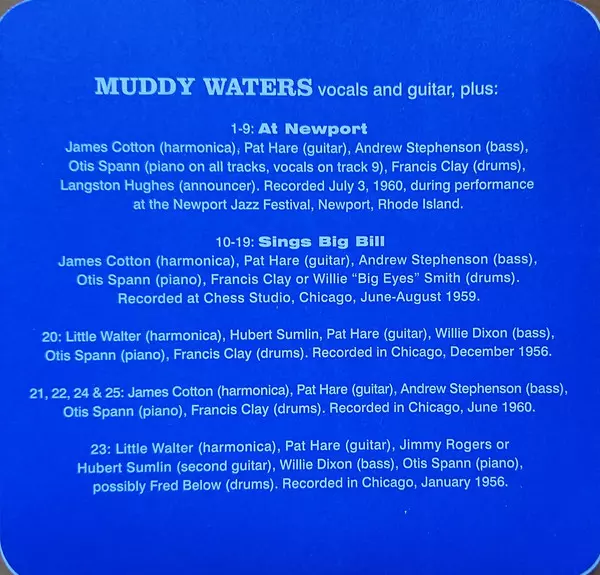 MUDDY WATERS vocals and guitar, plus:
1-9: At Newport
James Cotton (harmonica), Pat Hare (guitar), Andrew Stephenson (bass),
Otis Spann (piano on all tracks, vocals on track 9), Francis Clay (drums),
Langston Hughes (announcer). Recorded July 3, 1960, during performance
at the Newport Jazz Festival, Newport, Rhode Island.
10-19: Sings Big Bill
James Cotton (harmonica), Pat Hare (guitar), Andrew Stephenson (bass),
Otis Spann (piano), Francis Clay or Willie "Big Eyes" Smith (drums).
Recorded at Chess Studio, Chicago, June-August 1959.
20: Little Walter (harmonica), Hubert Sumlin, Pat Hare (guitar), Willie Dixon (bass),
Otis Spann (piano), Francis Clay (drums). Recorded in Chicago, December 1956.
21, 22, 24 & 25: James Cotton (harmonica), Pat Hare (guitar), Andrew Stephenson (bass),
Otis Spann (piano), Francis Clay (drums). Recorded in Chicago, June 1960.
23: Little Walter (harmonica), Pat Hare (guitar), Jimmy Rogers or
Hubert Sumlin (second guitar), Willie Dixon (bass), Otis Spann (piano),
possibly Fred Below (drums). Recorded in Chicago, January 1956.